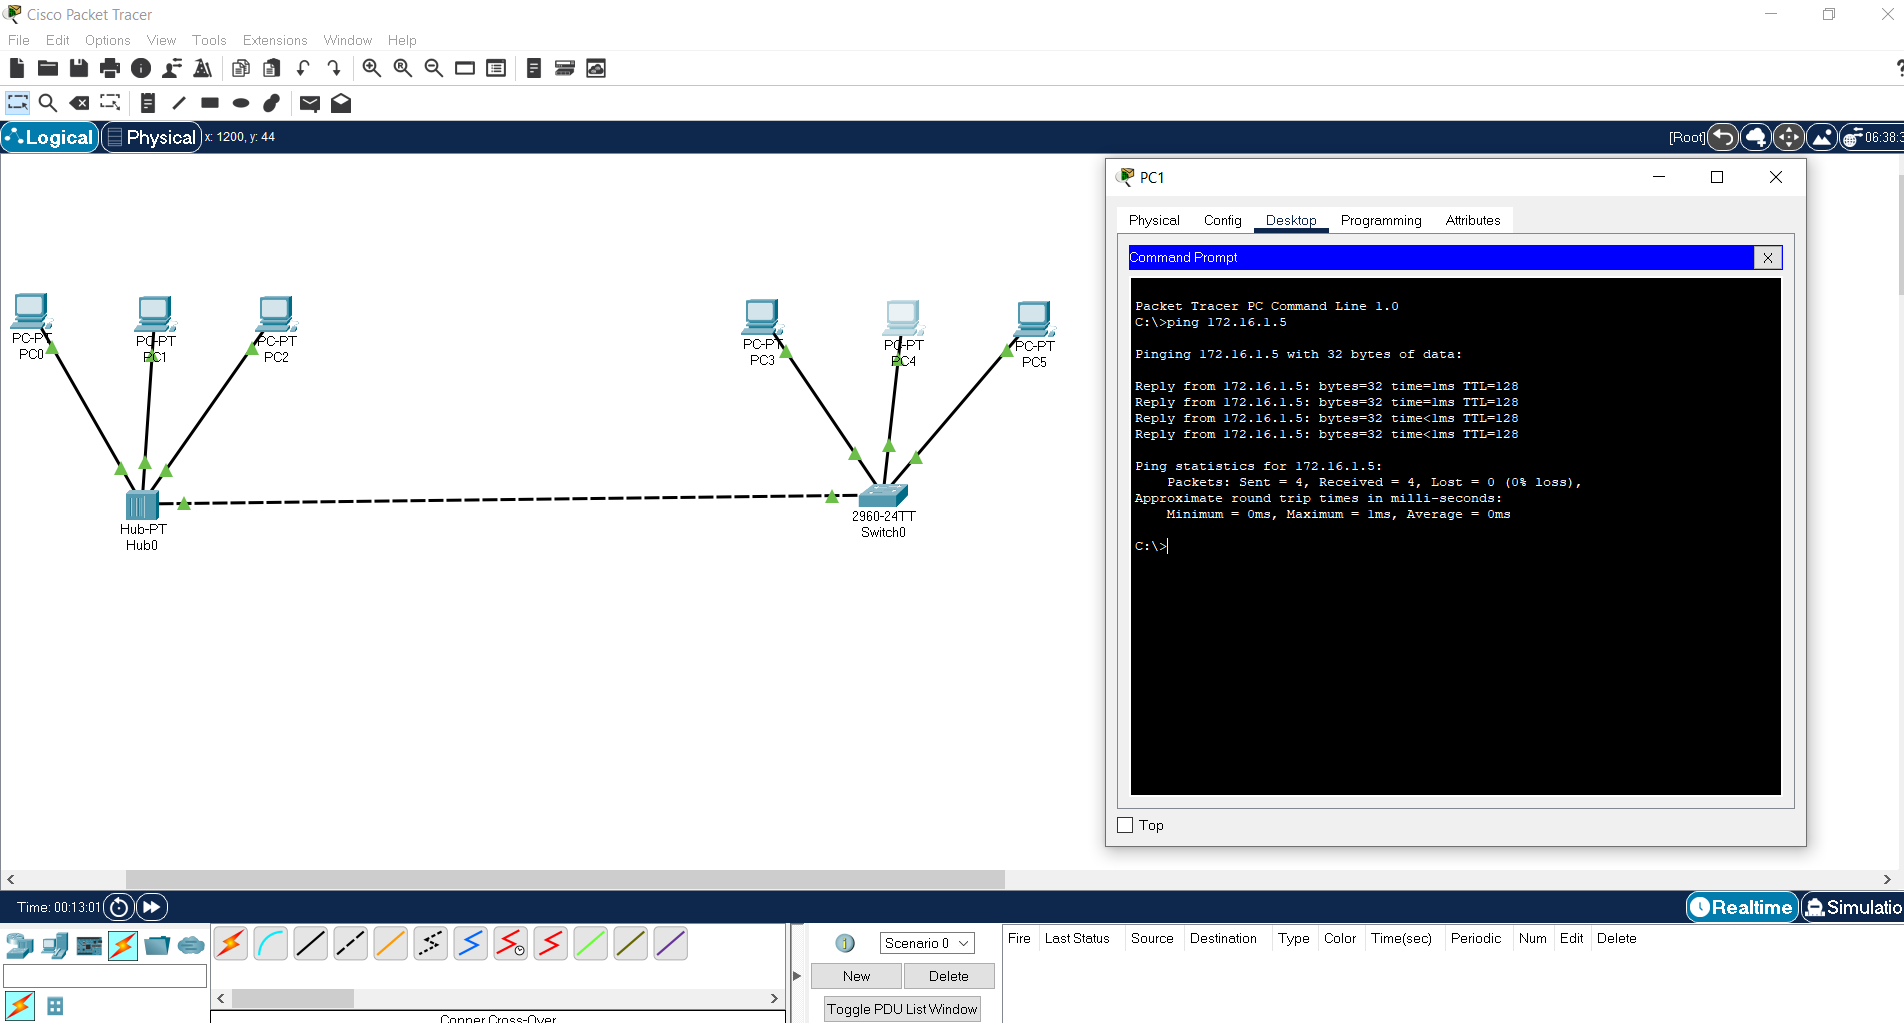 Cisco Packet Tracer
File Edit Options View Tools Extensions Window Help
Logical Physical x: 1200, y: 44
[Root] 06:38:3
PC1
Physical Config Desktop Programming Attributes
Command Prompt
X
Packet Tracer PC Command Line 1.0
C:\>ping 172.16.1.5
Pinging 172.16.1.5 with 32 bytes of data:
Reply from 172.16.1.5: bytes=32 time=1ms TTL=128
Reply from 172.16.1.5: bytes=32 time=1ms TTL=128
Reply from 172.16.1.5: bytes=32 time<1ms TTL=128
Reply from 172.16.1.5: bytes=32 time<1ms TTL=128
Ping statistics for 172.16.1.5:
Packets: Sent = 4, Received = 4, Lost = 0 (0% loss),
Approximate round trip times in milli-seconds:
Minimum = 0ms, Maximum = 1ms, Average = 0ms
C:\>
Top
PC-PT
PC0
PC-PT
PC1
PC-PT
PC2
PC-PT
PC3
PC-PT
PC4
PC-PT
PC5
Hub-PT
Hub0
2960-24TT
Switch0
Time: 00:13:01
Realtime Simulatio
1
Scenario 0
New Delete
Toggle PDU List Window
Fire Last Status Source Destination Type Color Time(sec) Periodic Num Edit Delete
Copper Cross-Over